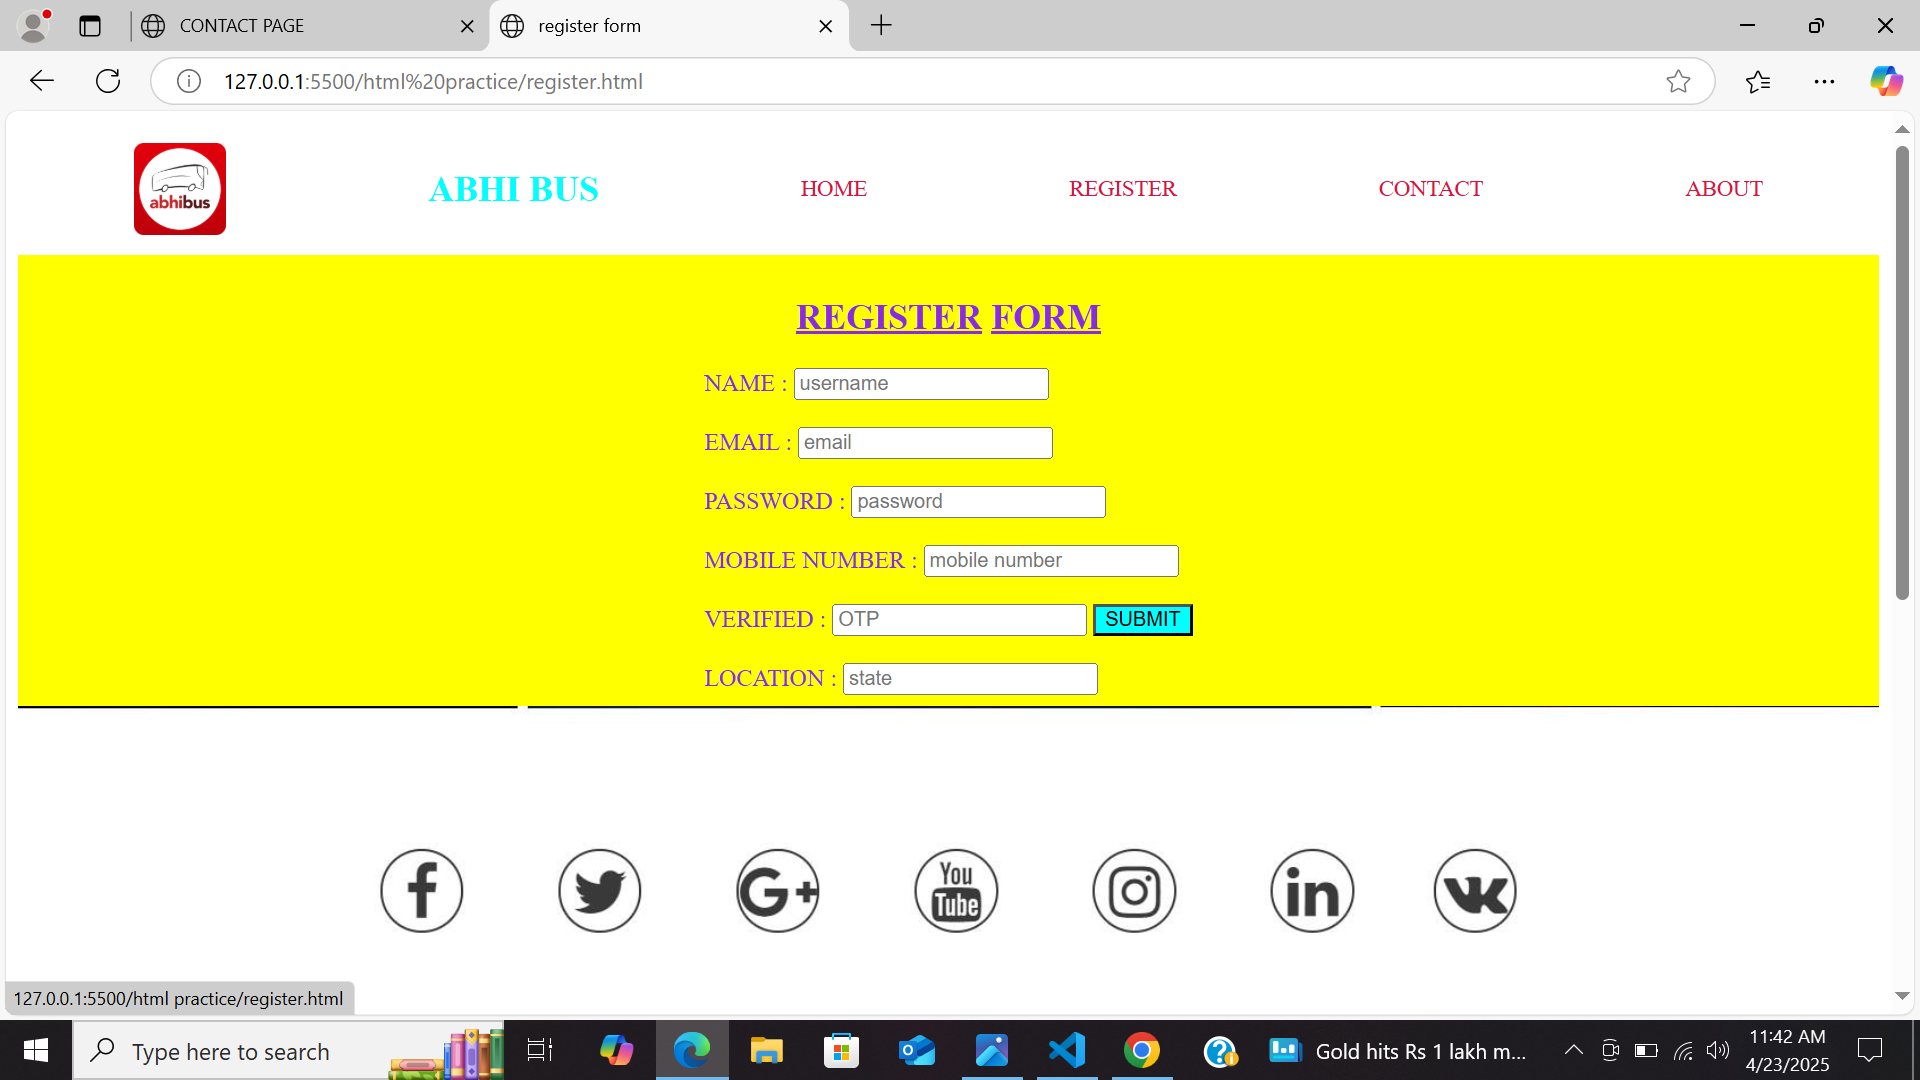 CONTACT PAGE
register form
127.0.0.1:5500/html%20practice/register.html
abhibus
ABHI BUS
HOME
REGISTER
CONTACT
ABOUT
REGISTER FORM
NAME : username
EMAIL : email
PASSWORD : password
MOBILE NUMBER : mobile number
VERIFIED : OTP SUBMIT
LOCATION : state
f
G+
You
Tube
in
127.0.0.1:5500/html practice/register.html
Type here to search
Gold hits Rs 1 lakh m...
11:42 AM
4/23/2025